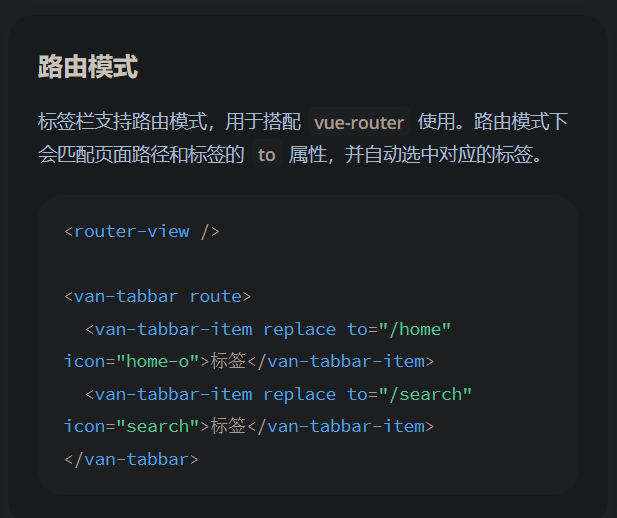 路由模式
标签栏支持路由模式，用于搭配 vue-router 使用。路由模式下
会匹配页面路径和标签的 to 属性，并自动选中对应的标签。
<router-view />
<van-tabbar route>
<van-tabbar-item replace to="/home"
icon="home-o">标签</van-tabbar-item>
<van-tabbar-item replace to="/search"
icon="search">标签</van-tabbar-item>
</van-tabbar>